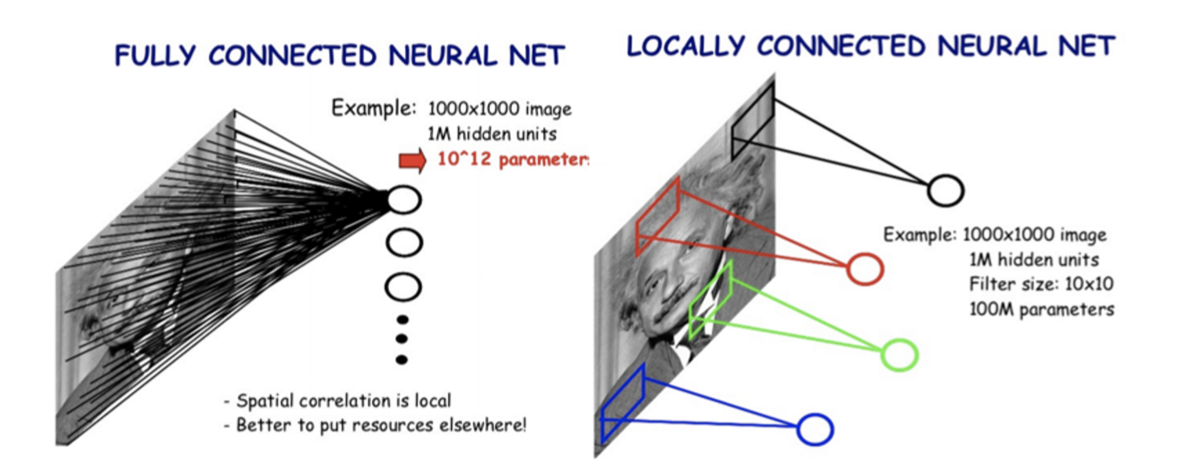 FULLY CONNECTED NEURAL NET
Example: 1000x1000 image
1M hidden units
10^12 parameter
- Spatial correlation is local
- Better to put resources elsewhere!
LOCALLY CONNECTED NEURAL NET
Example: 1000x1000 image
1M hidden units
Filter size: 10x10
100M parameters